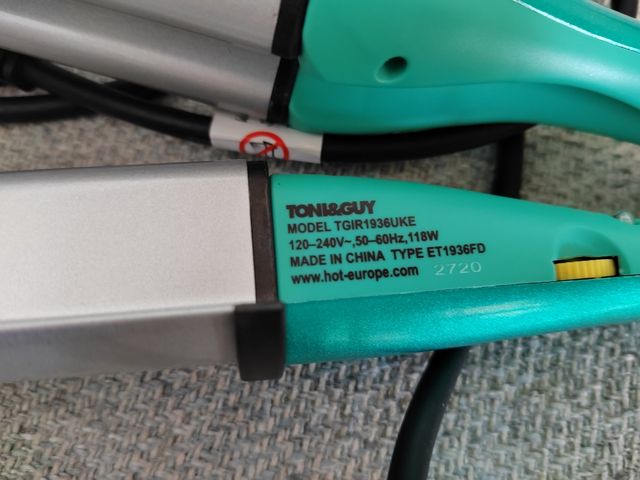 TONI&GUY
MODEL TGIR1936UKE
120–240V~,50–60Hz,118W
MADE IN CHINA TYPE ET1936FD
www.hot-europe.com 2720